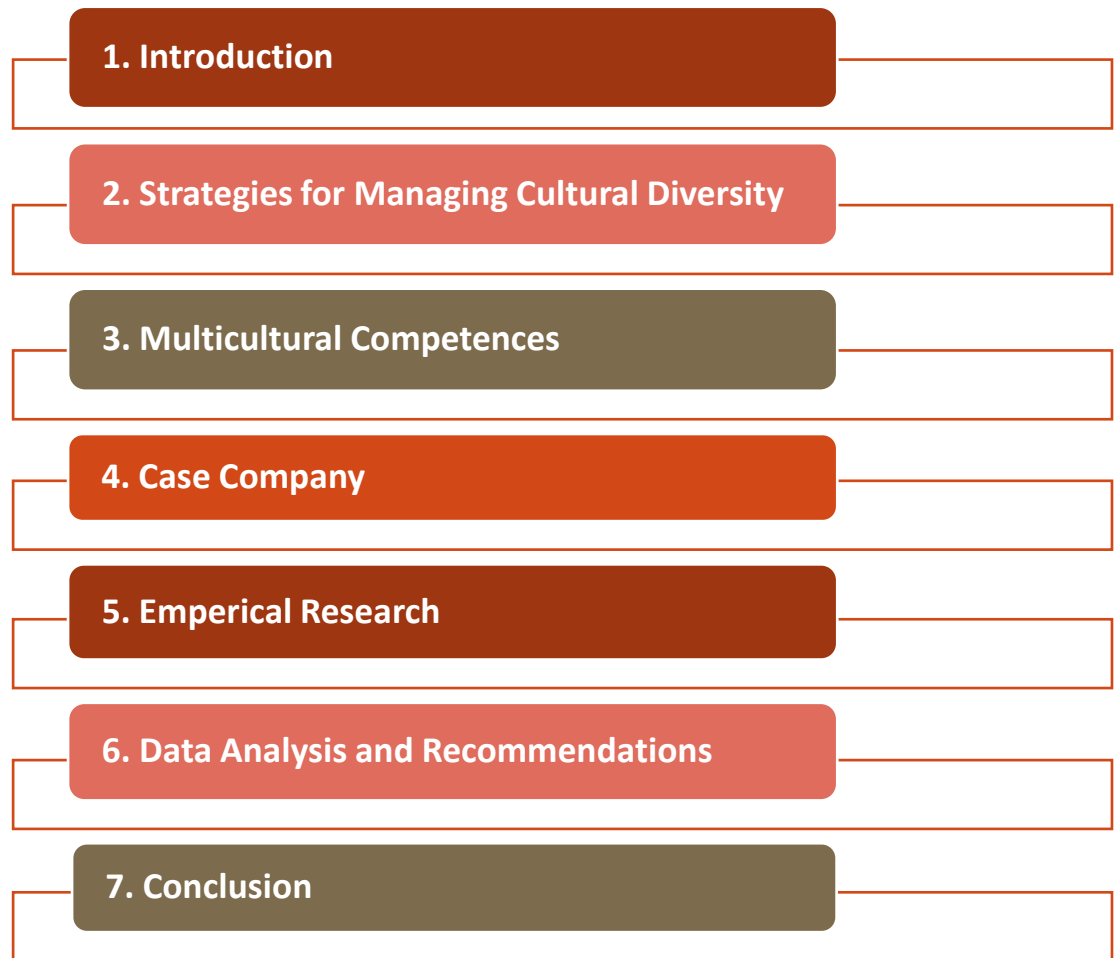 1. Introduction
2. Strategies for Managing Cultural Diversity
3. Multicultural Competences
4. Case Company
5. Emperical Research
6. Data Analysis and Recommendations
7. Conclusion